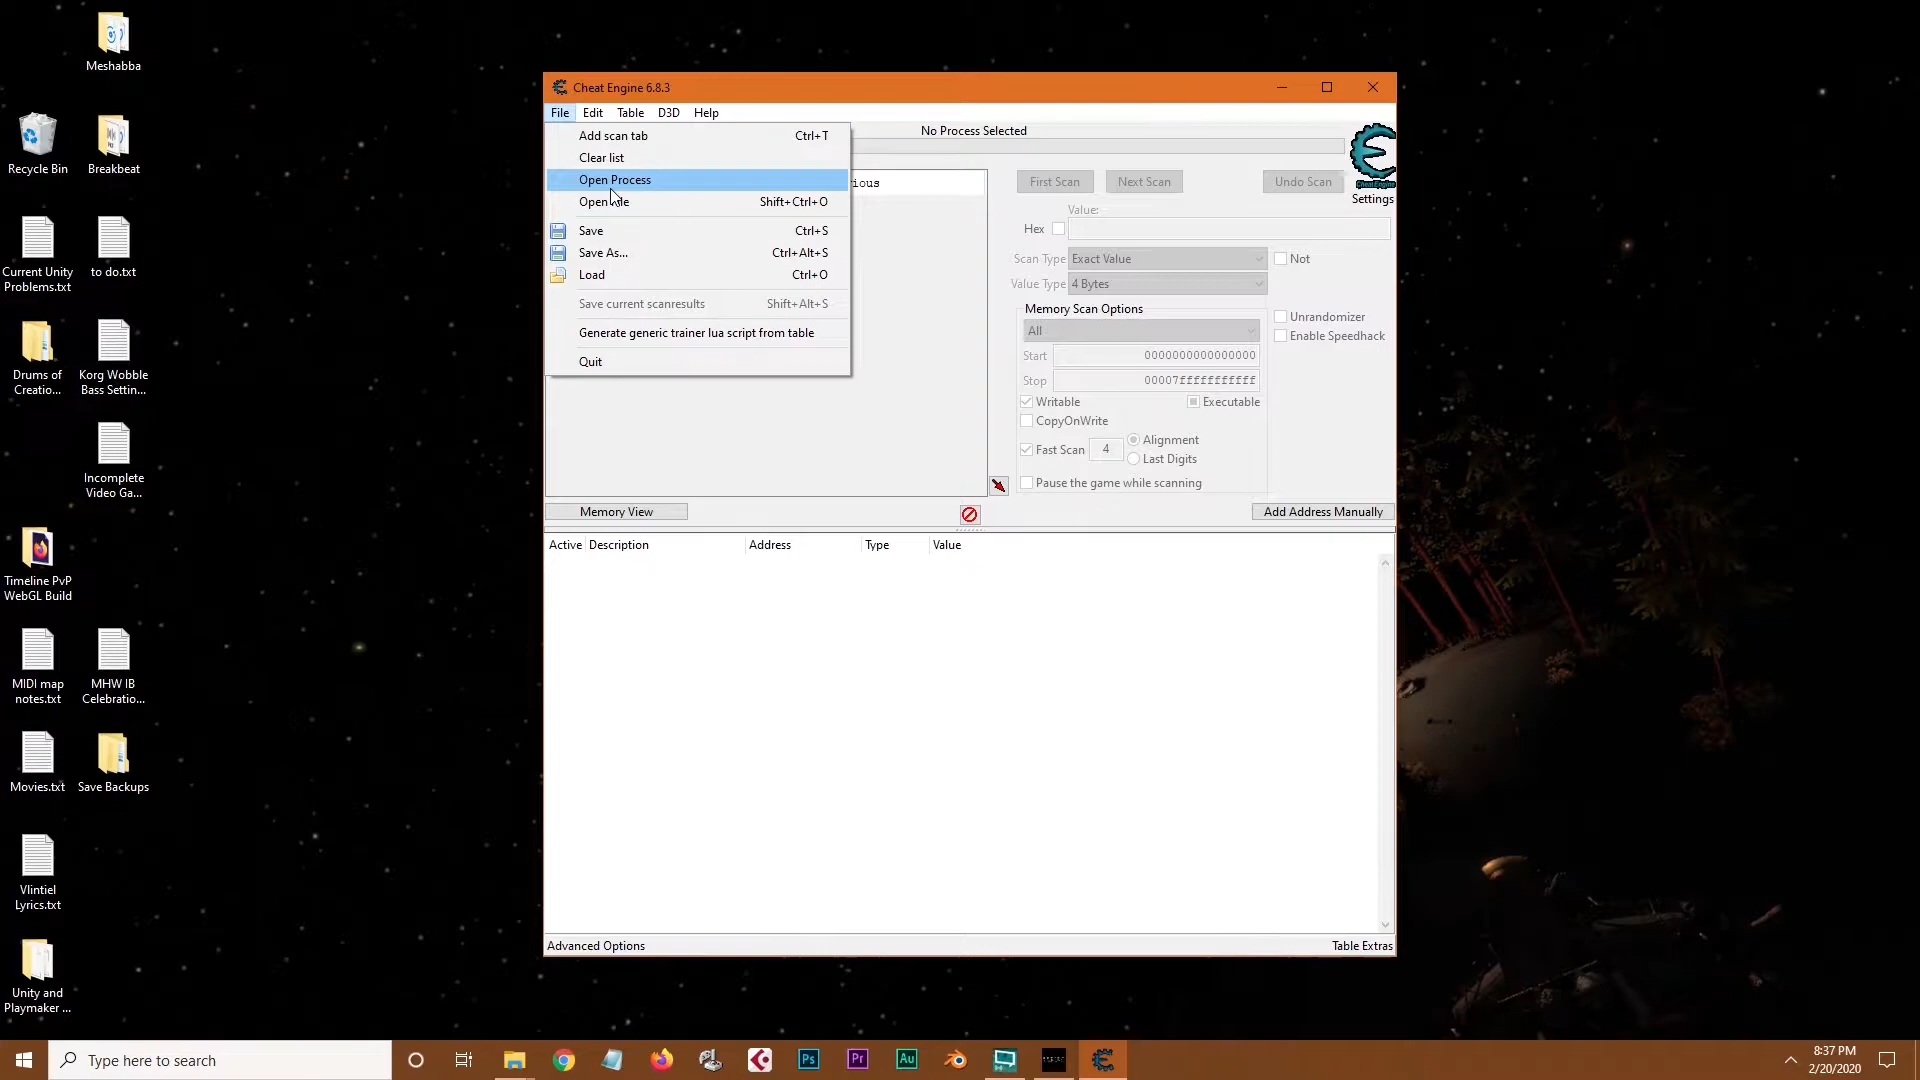 Meshabba
Recycle Bin
Breakbeat
Current Unity
Problems.txt
to do.txt
Drums of
Creatio...
Korg Wobble
Bass Settin...
Incomplete
Video Ga...
Timeline PvP
WebGL Build
MIDI map
notes.txt
MHW IB
Celebratio...
Movies.txt
Save Backups
Vlintiel
Lyrics.txt
Unity and
Playmaker ...
Cheat Engine 6.8.3
File Edit Table D3D Help
No Process Selected
Add scan tab Ctrl+T
Clear list
Open Process
Open Shift+Ctrl+O
Save Ctrl+S
Save As... Ctrl+Alt+S
Load Ctrl+O
Save current scanresults Shift+Alt+S
Generate generic trainer lua script from table
Quit
ious
First Scan Next Scan Undo Scan
Cheat Engine
Settings
Value:
Hex
Scan Type Exact Value Not
Value Type 4 Bytes
Memory Scan Options
All
Unrandomizer
Enable Speedhack
Start 0000000000000000
Stop 00007fffffffffff
Writable Executable
CopyOnWrite
Fast Scan 4 Alignment
Last Digits
Pause the game while scanning
Memory View Add Address Manually
Active Description Address Type Value
Advanced Options Table Extras
Type here to search
Ps Pr Au
8:37 PM
2/20/2020